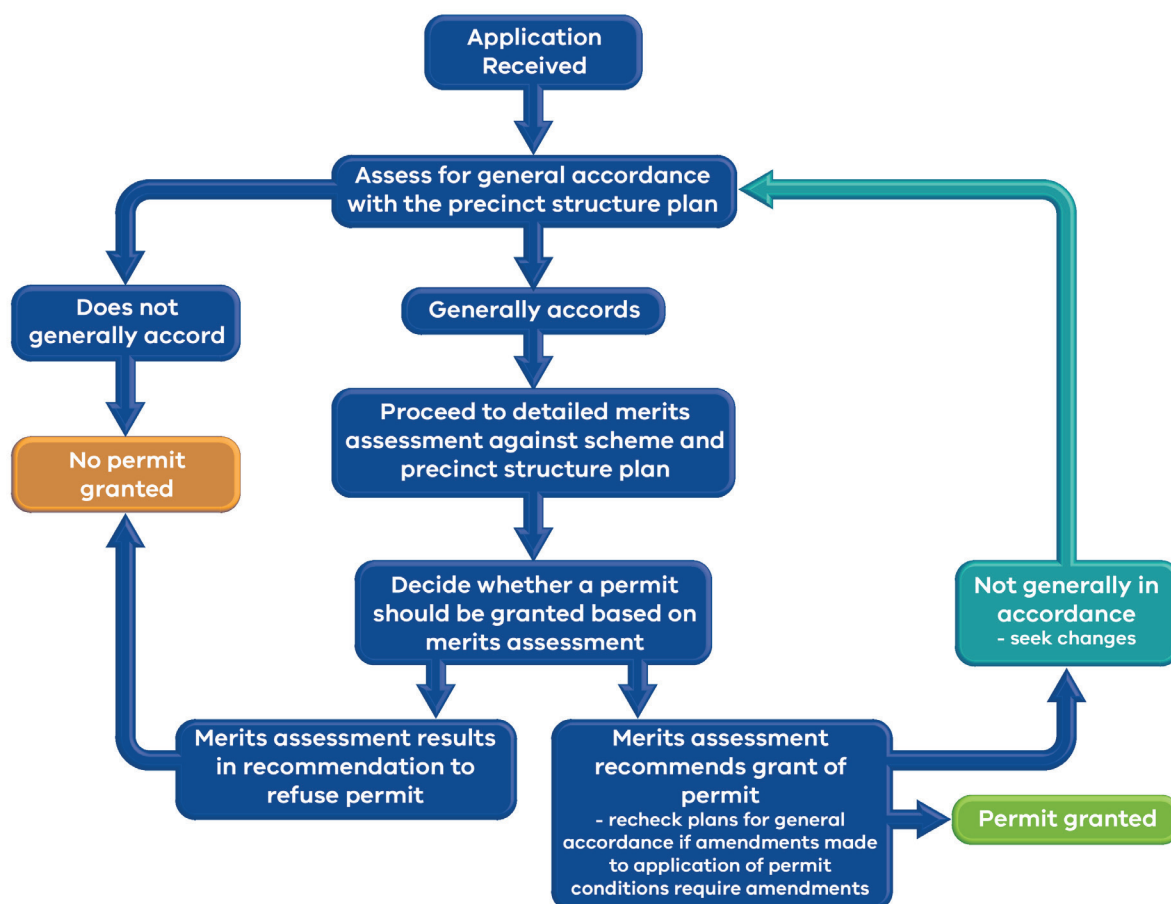 Application
Received
Assess for general accordance
with the precinct structure plan
Does not
generally accord
Generally accords
No permit
granted
Proceed to detailed merits
assessment against scheme and
precinct structure plan
Decide whether a permit
should be granted based on
merits assessment
Not generally in
accordance
- seek changes
Merits assessment results
in recommendation to
refuse permit
Merits assessment
recommends grant of
permit
- recheck plans for general
accordance if amendments made
to application of permit
conditions require amendments
Permit granted